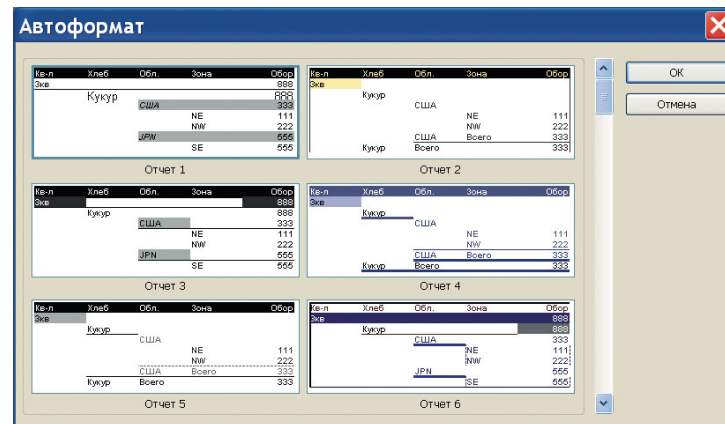 Автоформат
ОК
Отмена
Кв-л Хлеб Обл. Зона Обор
3кв 888
Кукур 888
США 333
NE 111
NW 222
JPN 555
SE 555
Отчет 1
Кв-л Хлеб Обл. Зона Обор
3кв
Кукур
США
NE 111
NW 222
США Всего 333
Кукур Всего 333
Отчет 2
Кв-л Хлеб Обл. Зона Обор
3кв 888
Кукур 888
США 333
NE 111
NW 222
JPN 555
SE 555
Отчет 3
Кв-л Хлеб Обл. Зона Обор
3кв
Кукур
США
NE 111
NW 222
США Всего 333
Кукур Всего 333
Отчет 4
Кв-л Хлеб Обл. Зона Обор
3кв
Кукур
США
NE 111
NW 222
США Всего 333
Кукур Всего 333
Отчет 5
Кв-л Хлеб Обл. Зона Обор
3кв 888
Кукур 888
США 333
NE 111
NW 222
JPN 555
SE 555
Отчет 6